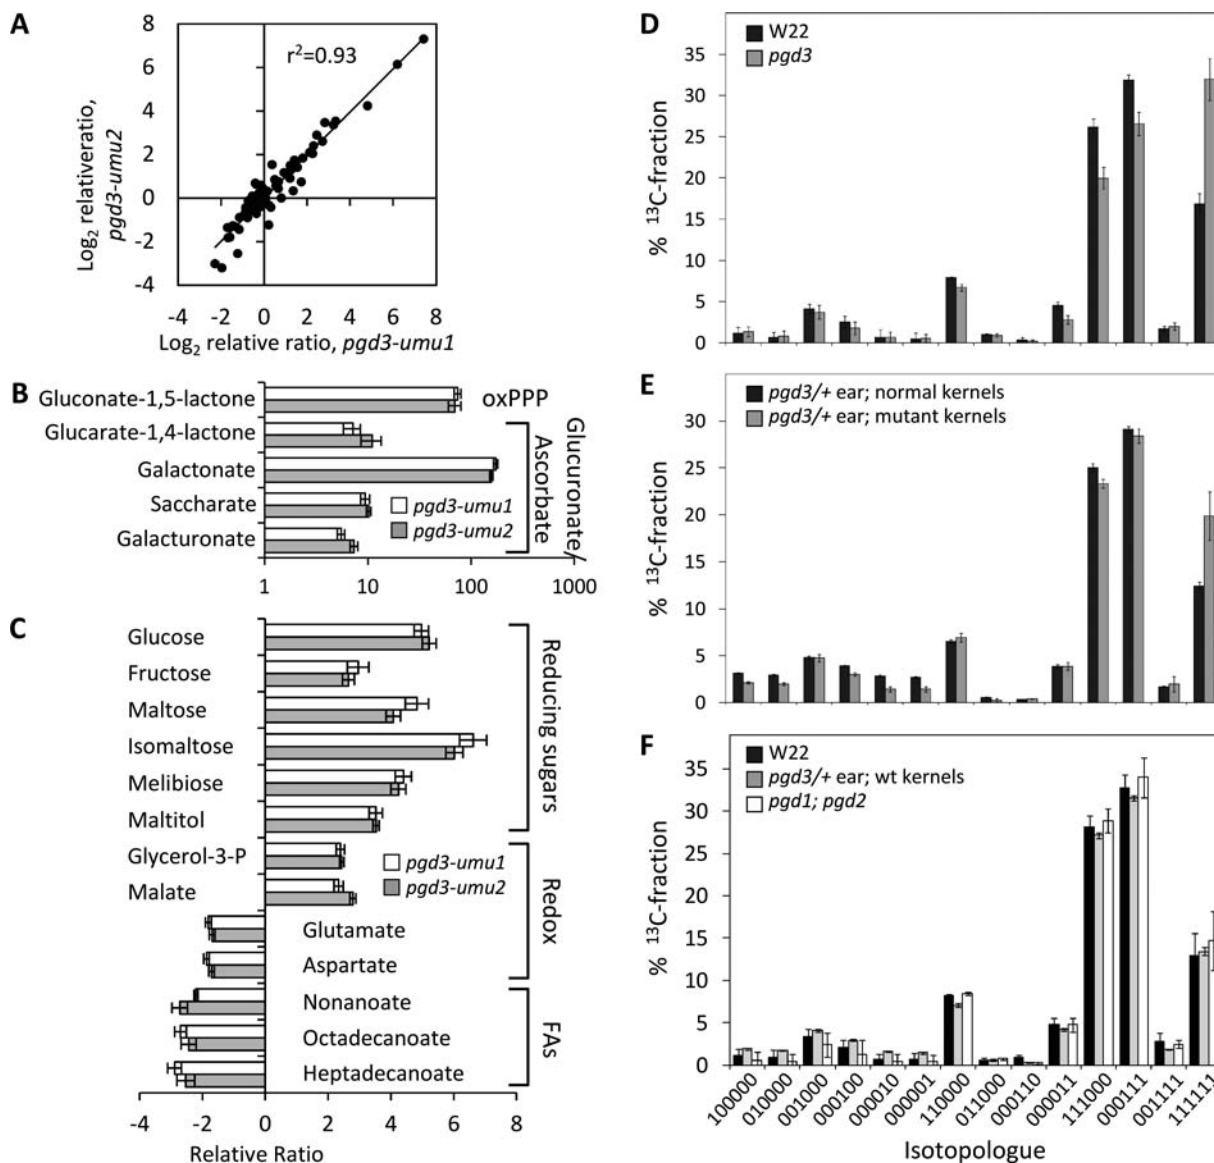 A
8
6
4
2
0
-2
-4
r²=0.93
Log₂ relativeratio,
pgd3-umu2
-4 -2 0 2 4 6 8
Log₂ relative ratio, pgd3-umu1
B
Gluconate-1,5-lactone
Glucarate-1,4-lactone
Galactonate
Saccharate
Galacturonate
oxPPP
Ascorbate
Glucuronate/
pgd3-umu1
pgd3-umu2
1 10 100 1000
C
Glucose
Fructose
Maltose
Isomaltose
Melibiose
Maltitol
Glycerol-3-P
Malate
Glutamate
Aspartate
Nonanoate
Octadecanoate
Heptadecanoate
Reducing sugars
Redox
FAs
pgd3-umu1
pgd3-umu2
-4 -2 0 2 4 6 8
Relative Ratio
D
W22
pgd3
% ¹³C-fraction
35
30
25
20
15
10
5
0
E
pgd3/+ ear; normal kernels
pgd3/+ ear; mutant kernels
% ¹³C-fraction
30
25
20
15
10
5
0
F
W22
pgd3/+ ear; wt kernels
pgd1; pgd2
% ¹³C-fraction
35
30
25
20
15
10
5
0
100000 010000 001000 000100 000010 000001 110000 011000 000110 000011 111000 000111 001111 111111
Isotopologue